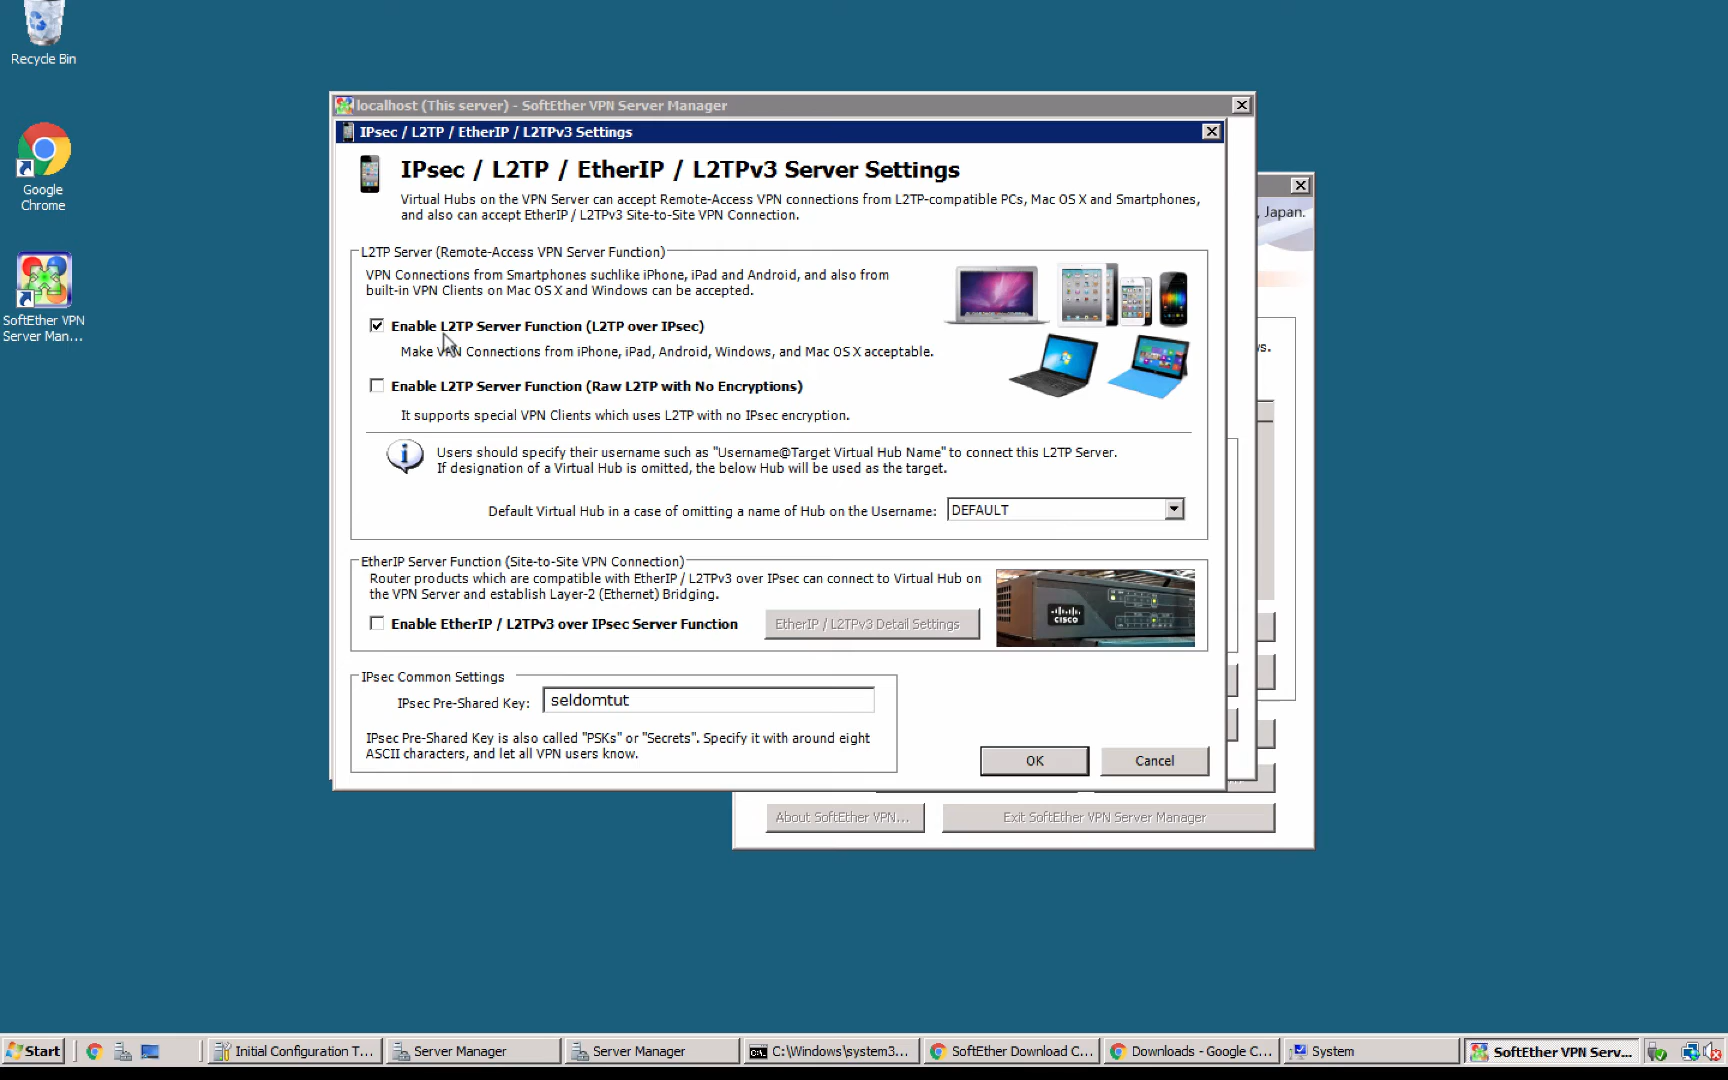 Recycle Bin
Google
Chrome
SoftEther VPN
Server Man...
localhost (This server) - SoftEther VPN Server Manager
IPsec / L2TP / EtherIP / L2TPv3 Settings
IPsec / L2TP / EtherIP / L2TPv3 Server Settings
Virtual Hubs on the VPN Server can accept Remote-Access VPN connections from L2TP-compatible PCs, Mac OS X and Smartphones,
and also can accept EtherIP / L2TPv3 Site-to-Site VPN Connection.
, Japan.
L2TP Server (Remote-Access VPN Server Function)
VPN Connections from Smartphones suchlike iPhone, iPad and Android, and also from
built-in VPN Clients on Mac OS X and Windows can be accepted.
Enable L2TP Server Function (L2TP over IPsec)
Make VPN Connections from iPhone, iPad, Android, Windows, and Mac OS X acceptable.
Enable L2TP Server Function (Raw L2TP with No Encryptions)
It supports special VPN Clients which uses L2TP with no IPsec encryption.
Users should specify their username such as "Username@Target Virtual Hub Name" to connect this L2TP Server.
If designation of a Virtual Hub is omitted, the below Hub will be used as the target.
Default Virtual Hub in a case of omitting a name of Hub on the Username:
DEFAULT
EtherIP Server Function (Site-to-Site VPN Connection)
Router products which are compatible with EtherIP / L2TPv3 over IPsec can connect to Virtual Hub on
the VPN Server and establish Layer-2 (Ethernet) Bridging.
Enable EtherIP / L2TPv3 over IPsec Server Function
EtherIP / L2TPv3 Detail Settings
CISCO
IPsec Common Settings
IPsec Pre-Shared Key:
seldomtut
IPsec Pre-Shared Key is also called "PSKs" or "Secrets". Specify it with around eight
ASCII characters, and let all VPN users know.
OK
Cancel
About SoftEther VPN...
Exit SoftEther VPN Server Manager
Start
Initial Configuration T...
Server Manager
Server Manager
C:\Windows\system3...
SoftEther Download C...
Downloads - Google C...
System
SoftEther VPN Serv...